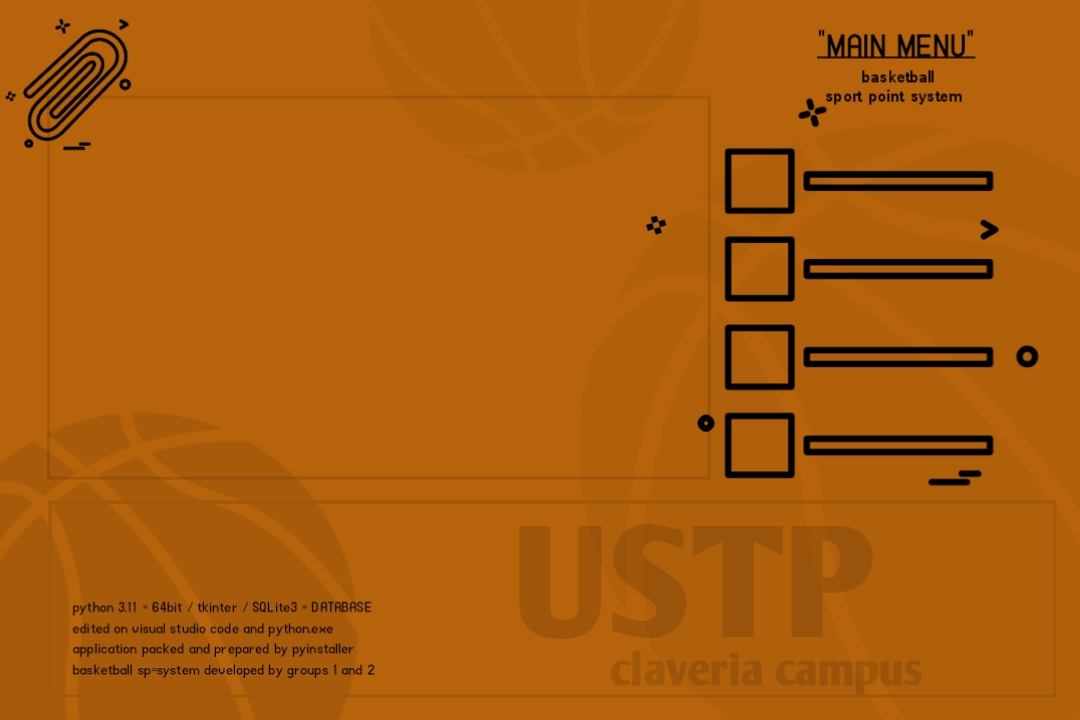 "MAIN MENU"
basketball
sport point system
USTP
claveria campus
python 3.11 = 64bit / tkinter / SQLite3 = DATABASE
edited on visual studio code and python.exe
application packed and prepared by pyinstaller
basketball sp=system developed by groups 1 and 2